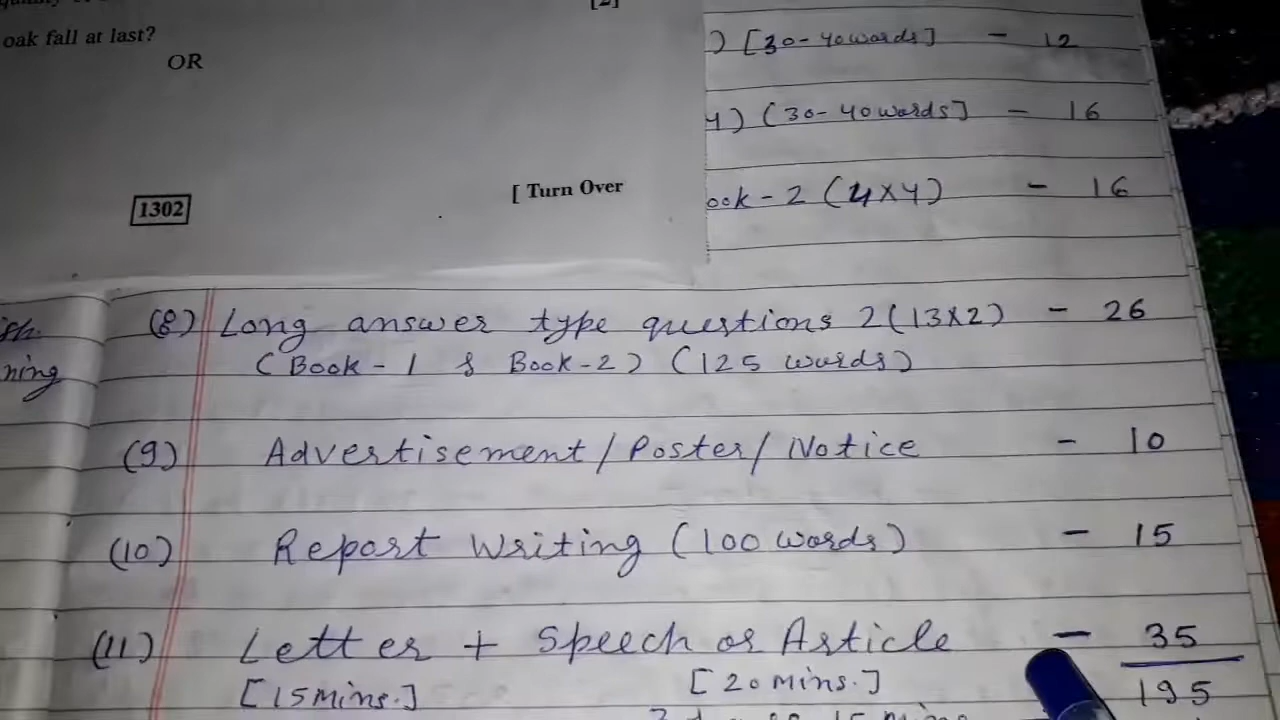 [2]
oak fall at last?
OR
[ Turn Over
1302
) [30-40words] - 12
4) (30-40words] - 16
ook-2 (4x4) - 16
(8) Long answer type questions 2(13x2) - 26
(Book-1 & Book-2) (125 words)
ning
(9) Advertisement/Poster/Notice - 10
(10) Report Writing (100 words) - 15
(11) Letter + Speech or Article - 35
[15mins.] [20mins.] 195